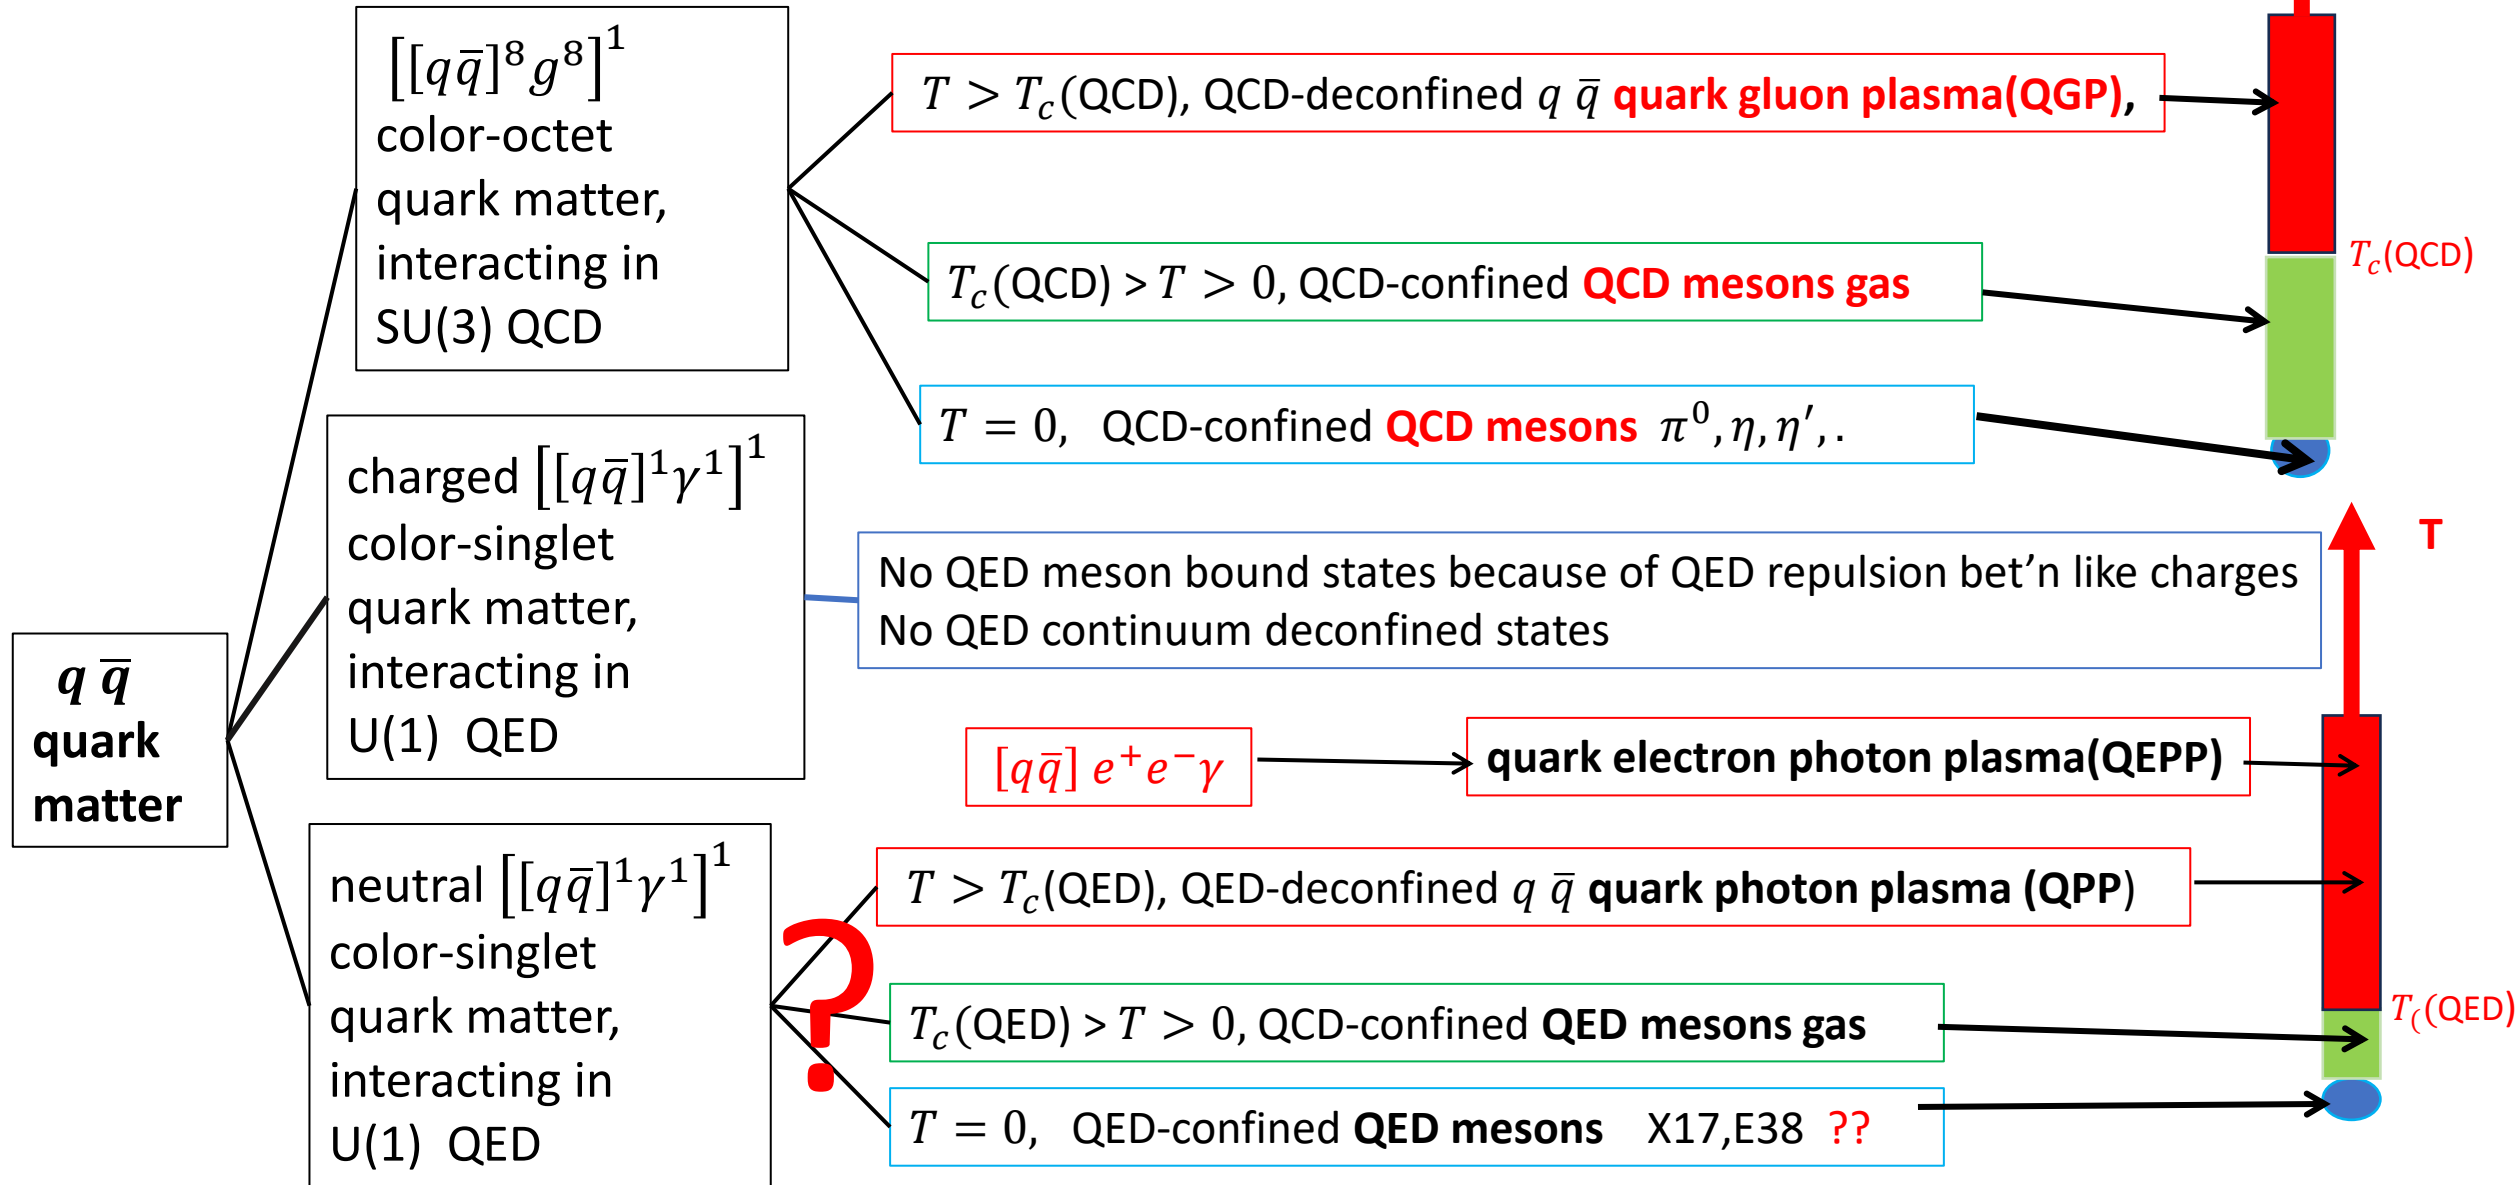 q q̄
quark
matter
[[qq̄]⁸g⁸]¹
color-octet
quark matter,
interacting in
SU(3) QCD
T > T_c(QCD), QCD-deconfined q q̄ quark gluon plasma(QGP),
T_c(QCD) > T > 0, QCD-confined QCD mesons gas
T = 0, QCD-confined QCD mesons π⁰, η, η′, .
T_c(QCD)
charged [[qq̄]¹γ¹]¹
color-singlet
quark matter,
interacting in
U(1) QED
No QED meson bound states because of QED repulsion bet’n like charges
No QED continuum deconfined states
T
[qq̄] e⁺e⁻γ
quark electron photon plasma(QEPP)
neutral [[qq̄]¹γ¹]¹
color-singlet
quark matter,
interacting in
U(1) QED
?
T > T_c(QED), QED-deconfined q q̄ quark photon plasma (QPP)
T_c(QED) > T > 0, QCD-confined QED mesons gas
T = 0, QED-confined QED mesons X17,E38 ??
T_((QED)